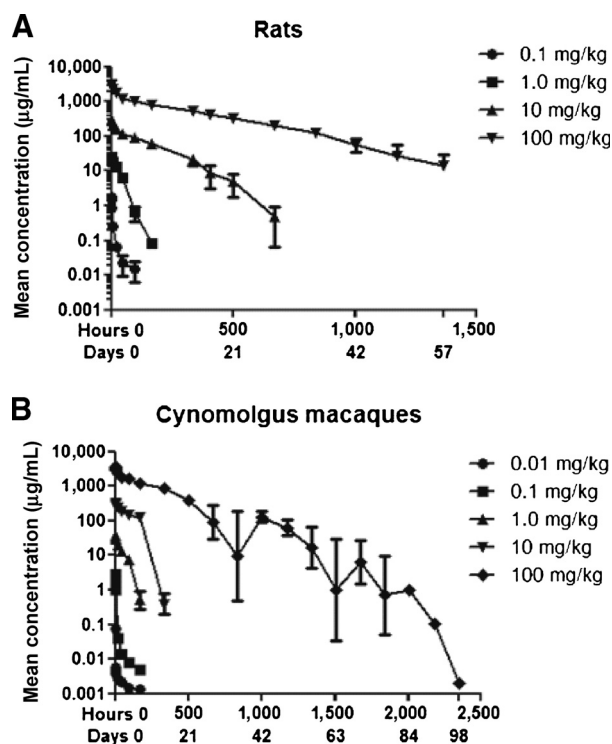 A
Rats
Mean concentration (µg/mL)
10,000
1,000
100
10
1
0.1
0.01
0.001
Hours 0 500 1,000 1,500
Days 0 21 42 57
0.1 mg/kg
1.0 mg/kg
10 mg/kg
100 mg/kg
B
Cynomolgus macaques
Mean concentration (µg/mL)
10,000
1,000
100
10
1
0.1
0.01
0.001
Hours 0 500 1,000 1,500 2,000 2,500
Days 0 21 42 63 84 98
0.01 mg/kg
0.1 mg/kg
1.0 mg/kg
10 mg/kg
100 mg/kg